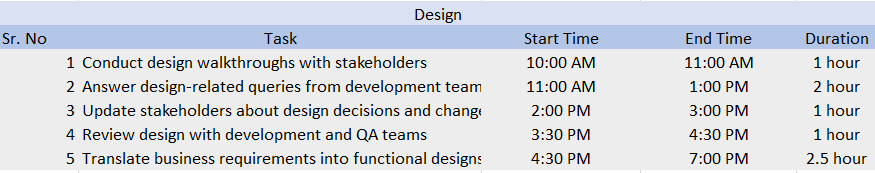 Design
Sr. No Task Start Time End Time Duration
1 Conduct design walkthroughs with stakeholders 10:00 AM 11:00 AM 1 hour
2 Answer design-related queries from development team 11:00 AM 1:00 PM 2 hour
3 Update stakeholders about design decisions and change 2:00 PM 3:00 PM 1 hour
4 Review design with development and QA teams 3:30 PM 4:30 PM 1 hour
5 Translate business requirements into functional designs 4:30 PM 7:00 PM 2.5 hour